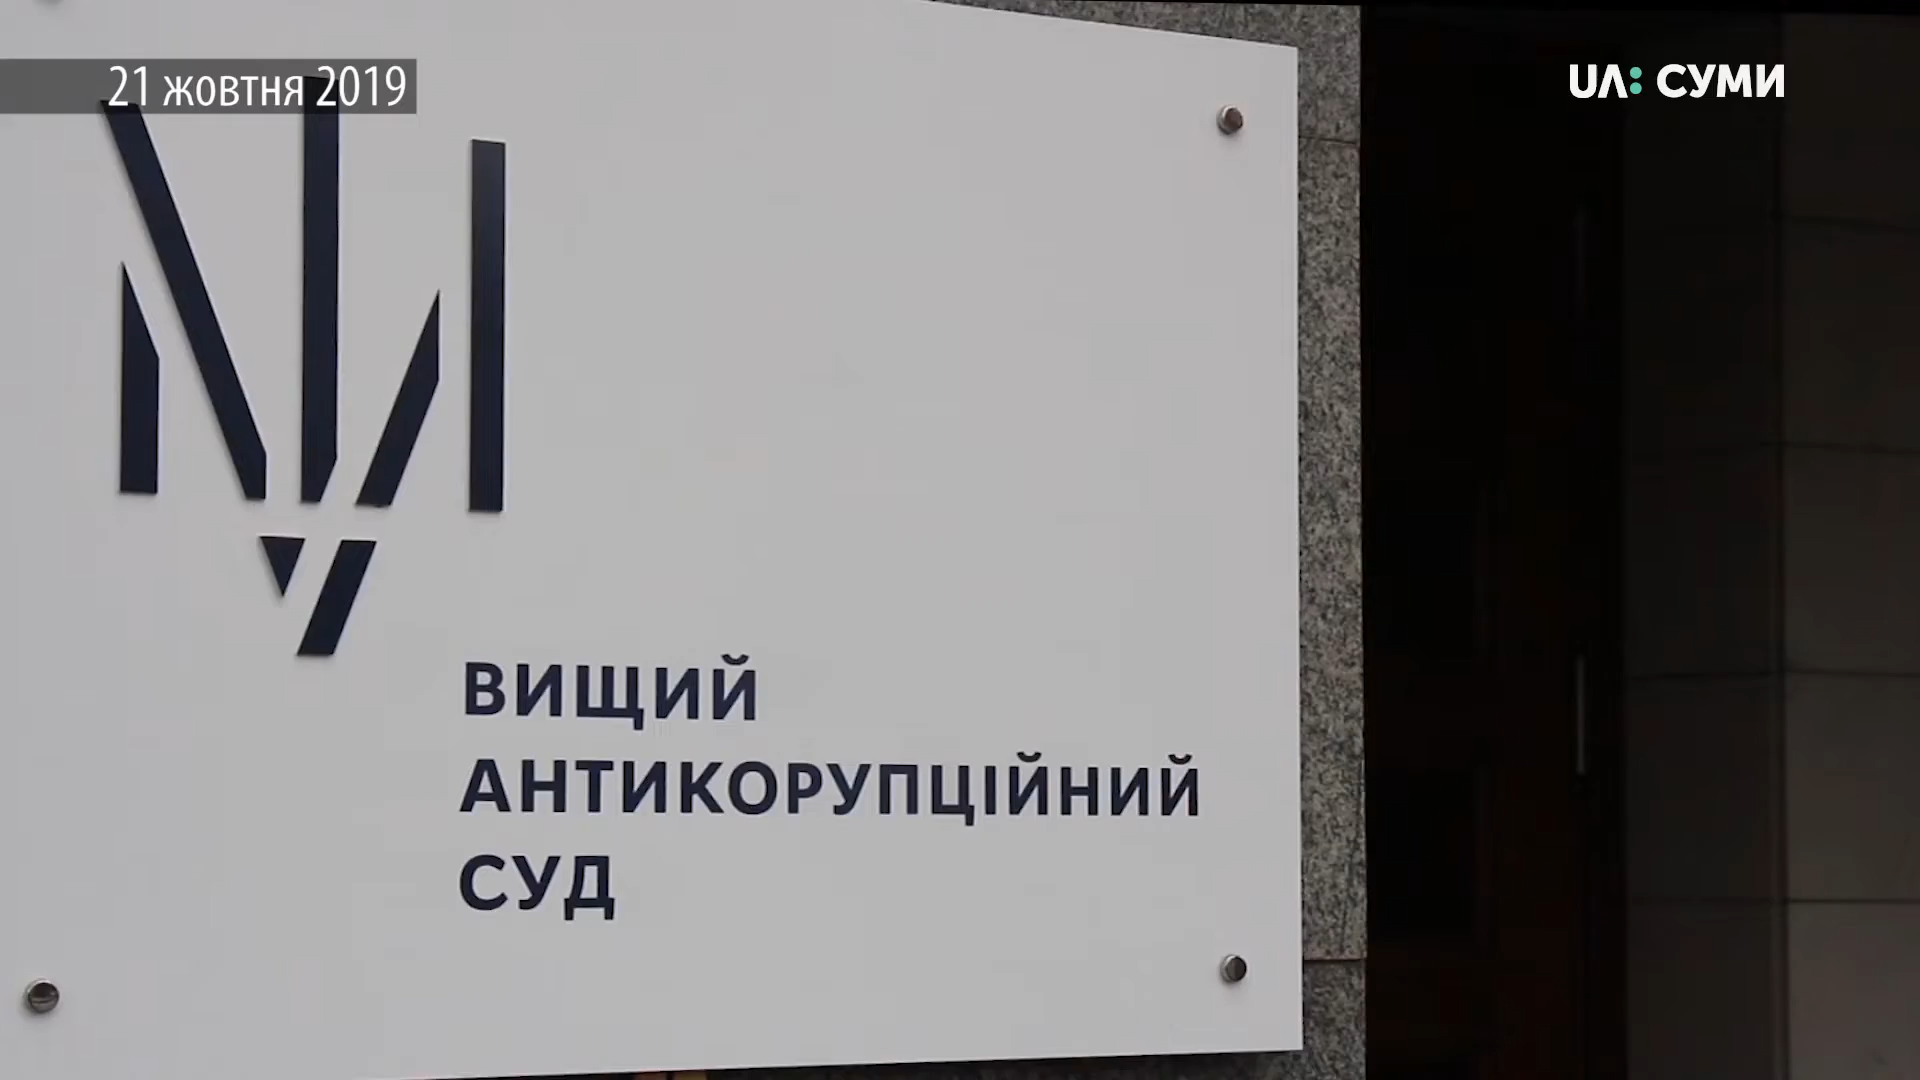 21 жовтня 2019
UA: СУМИ
ВИЩИЙ
АНТИКОРУПЦІЙНИЙ
СУД